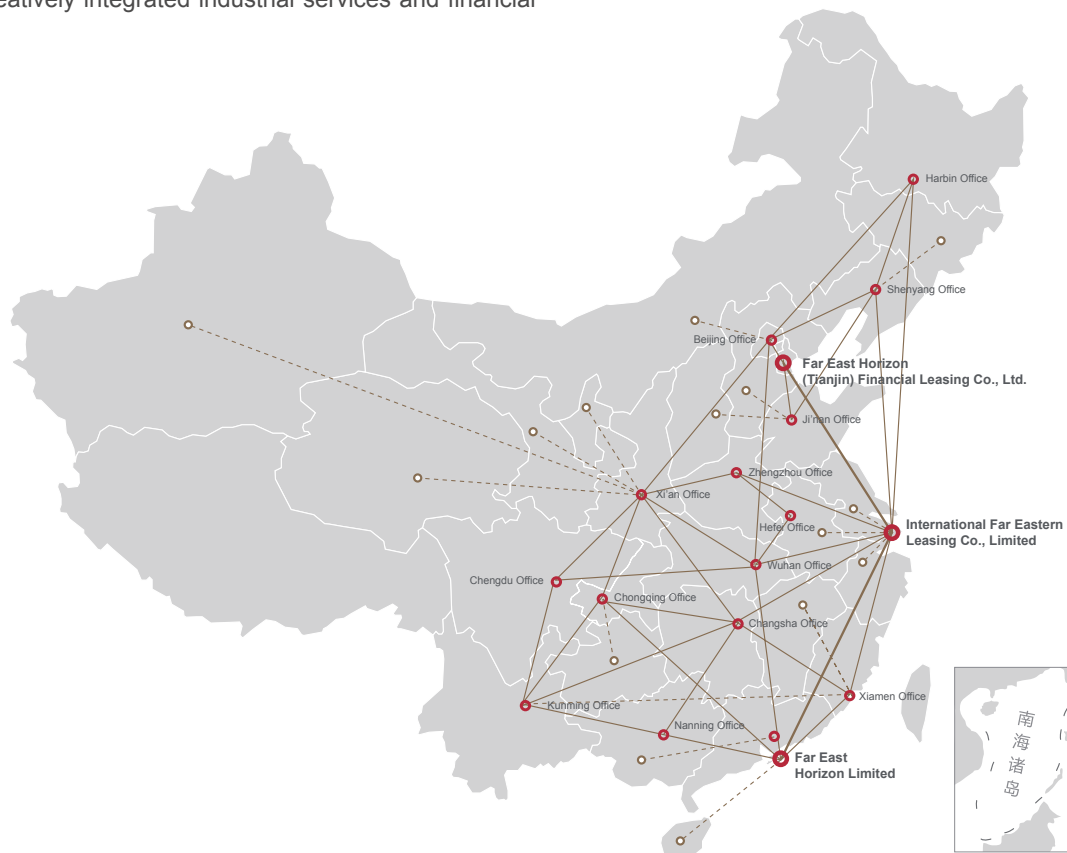 eatively integrated industrial services and financial
Harbin Office
Shenyang Office
Beijing Office
Far East Horizon
(Tianjin) Financial Leasing Co., Ltd.
Ji'nan Office
Zhengzhou Office
Xi'an Office
Hefei Office
International Far Eastern
Leasing Co., Limited
Wuhan Office
Chengdu Office
Chongqing Office
Changsha Office
Xiamen Office
Kunming Office
Nanning Office
Far East
Horizon Limited
南海诸岛